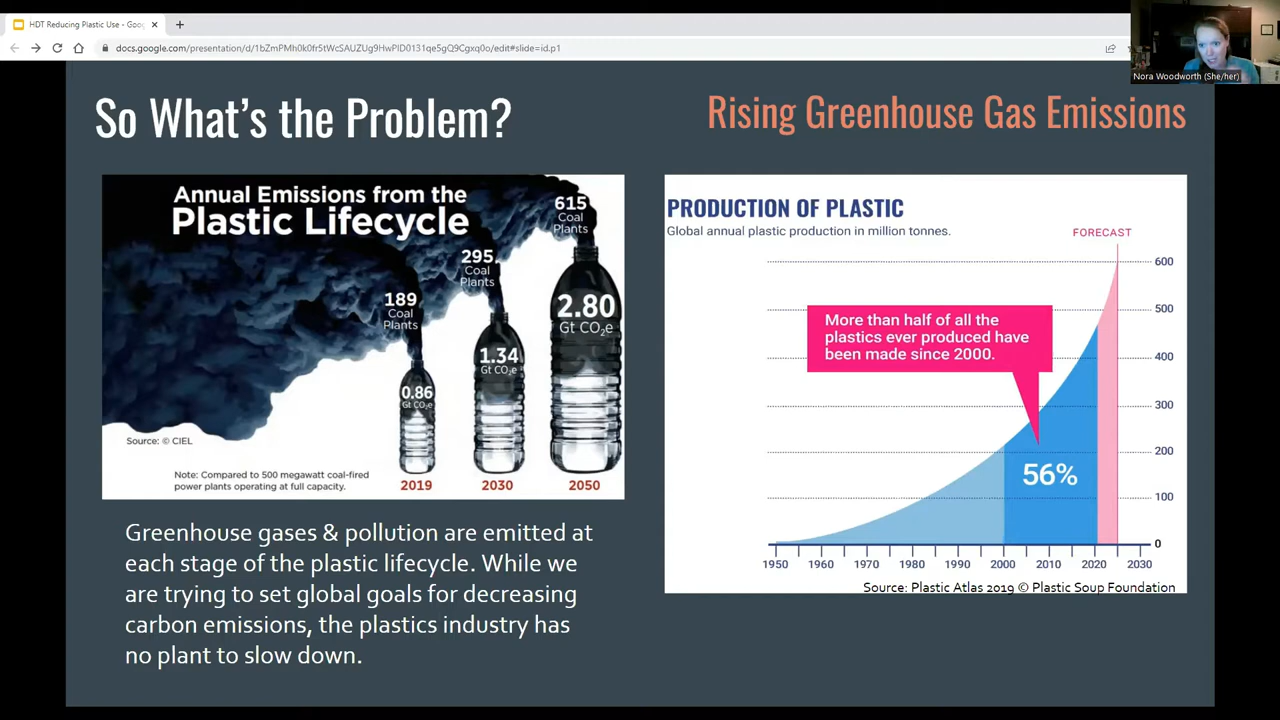 HDT Reducing Plastic Use - Goo
docs.google.com/presentation/d/1bZmPMh0k0fr5tWcSAUZUg9HwPlD0131qe5gQ9Cgxq0o/edit#slide=id.p1
Nora Woodworth (She/her)
So What's the Problem?
Rising Greenhouse Gas Emissions
Annual Emissions from the
Plastic Lifecycle
615
Coal
Plants
295
Coal
Plants
189
Coal
Plants
2.80
Gt CO₂e
1.34
Gt CO₂e
0.86
Gt CO₂e
Source: © CIEL
Note: Compared to 500 megawatt coal-fired
power plants operating at full capacity.
2019 2030 2050
PRODUCTION OF PLASTIC
Global annual plastic production in million tonnes.
FORECAST
600
500
More than half of all the
plastics ever produced have
been made since 2000.
400
300
200
56%
100
0
1950 1960 1970 1980 1990 2000 2010 2020 2030
Source: Plastic Atlas 2019 © Plastic Soup Foundation
Greenhouse gases & pollution are emitted at
each stage of the plastic lifecycle. While we
are trying to set global goals for decreasing
carbon emissions, the plastics industry has
no plant to slow down.